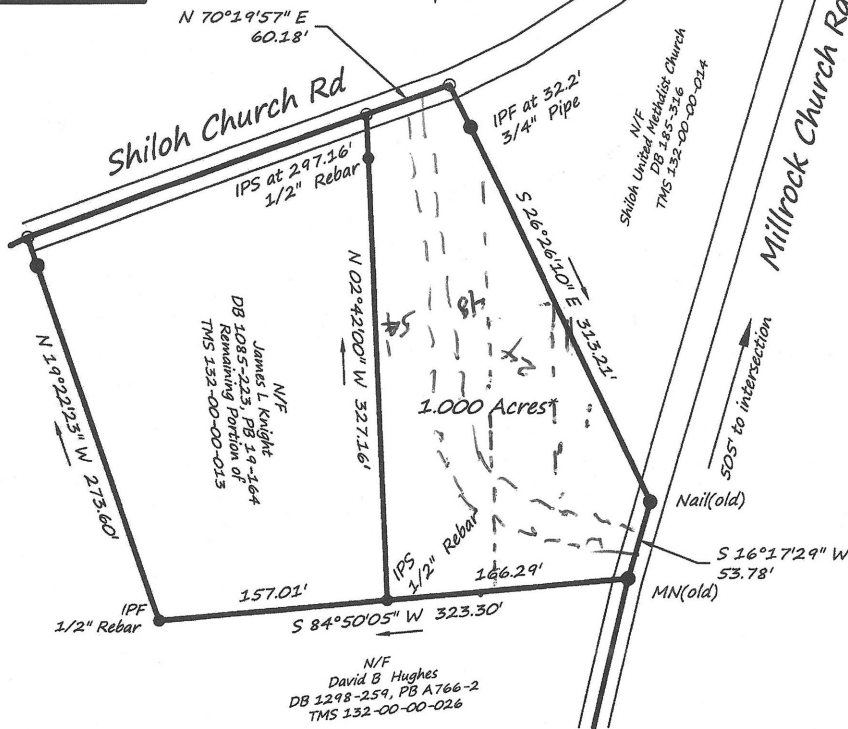 N 70°19'57" E
60.18'
Shiloh Church Rd
IPS at 297.16'
1/2" Rebar
IPF at 32.2'
3/4" Pipe
N/F
Shiloh United Methdist Church
DB 185-316
TMS 132-00-00-014
Millrock Church Rd
S 26°26'10" E 313.21'
N 02°42'00" W 327.16'
N/F
James L Knight
DB 1085-223, PB 19-164
Remaining Portion of
TMS 132-00-00-013
N 19°22'23" W 273.60'
54
48
1.000 Acres*
505' to intersection
Nail(old)
S 16°17'29" W
53.78'
MN(old)
IPS
1/2" Rebar
157.01'
166.29'
IPF
1/2" Rebar
S 84°50'05" W 323.30'
N/F
David B Hughes
DB 1298-259, PB A766-2
TMS 132-00-00-026